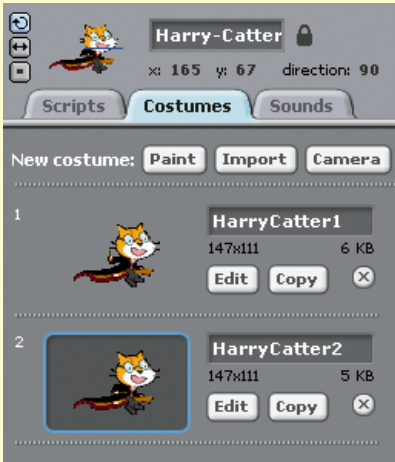 Harry-Catter
x: 165 y: 67 direction: 90
Scripts Costumes Sounds
New costume: Paint Import Camera
1
HarryCatter1
147x111 6 KB
Edit Copy
2
HarryCatter2
147x111 5 KB
Edit Copy